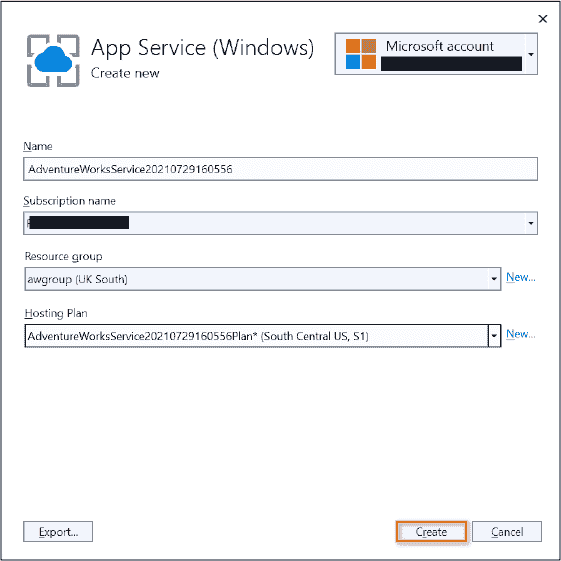 App Service (Windows)
Create new
Microsoft account
Name
AdventureWorksService20210729160556
Subscription name
Resource group
awgroup (UK South)
New...
Hosting Plan
AdventureWorksService20210729160556Plan* (South Central US, S1)
New...
Export...
Create
Cancel